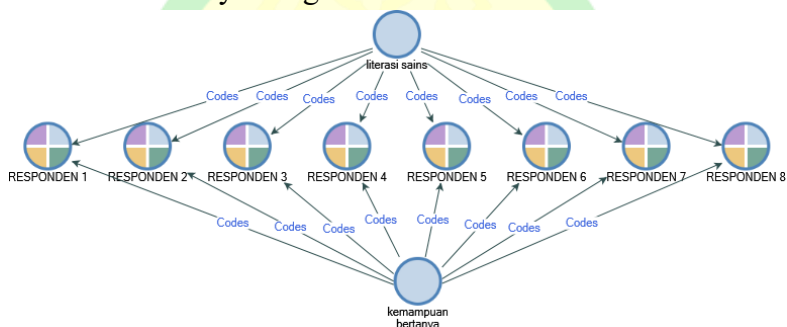 literasi sains
Codes Codes Codes Codes Codes Codes Codes Codes
RESPONDEN 1 RESPONDEN 2 RESPONDEN 3 RESPONDEN 4 RESPONDEN 5 RESPONDEN 6 RESPONDEN 7 RESPONDEN 8
Codes Codes Codes Codes Codes Codes Codes Codes
kemampuan
bertanya